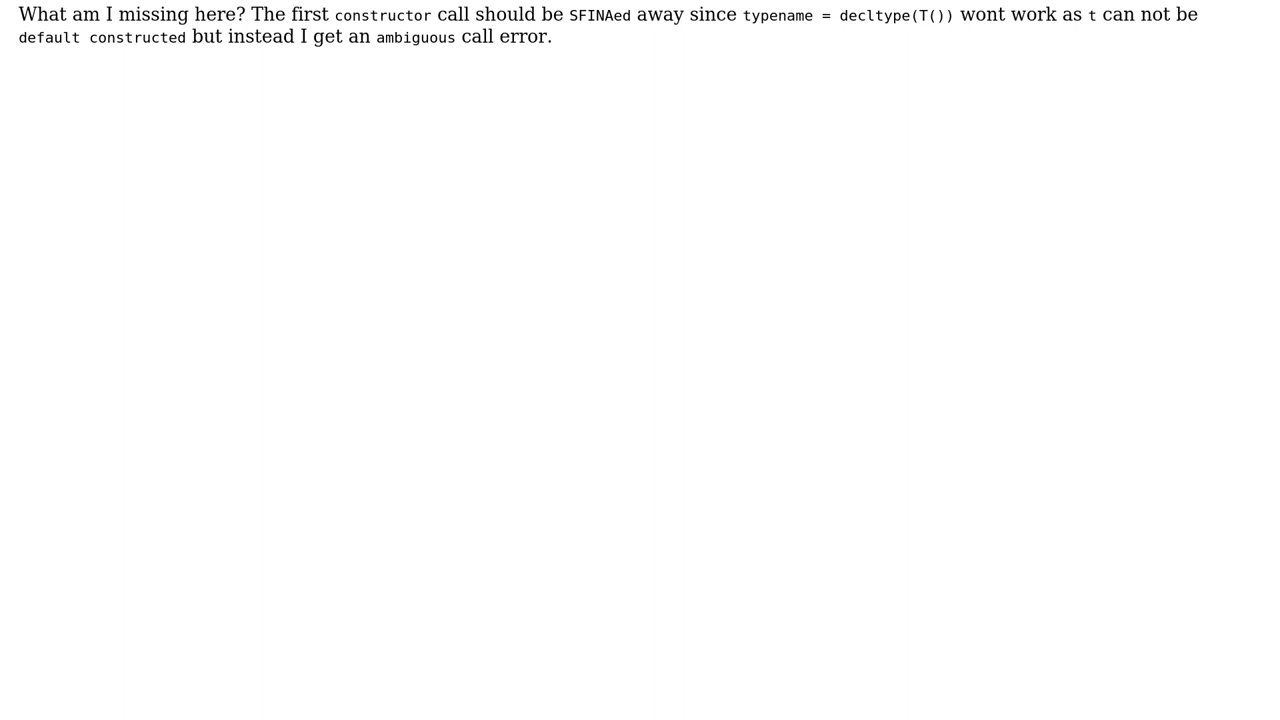 What am I missing here? The first constructor call should be SFINAed away since typename = decltype(T()) wont work as t can not be
default constructed but instead I get an ambiguous call error.